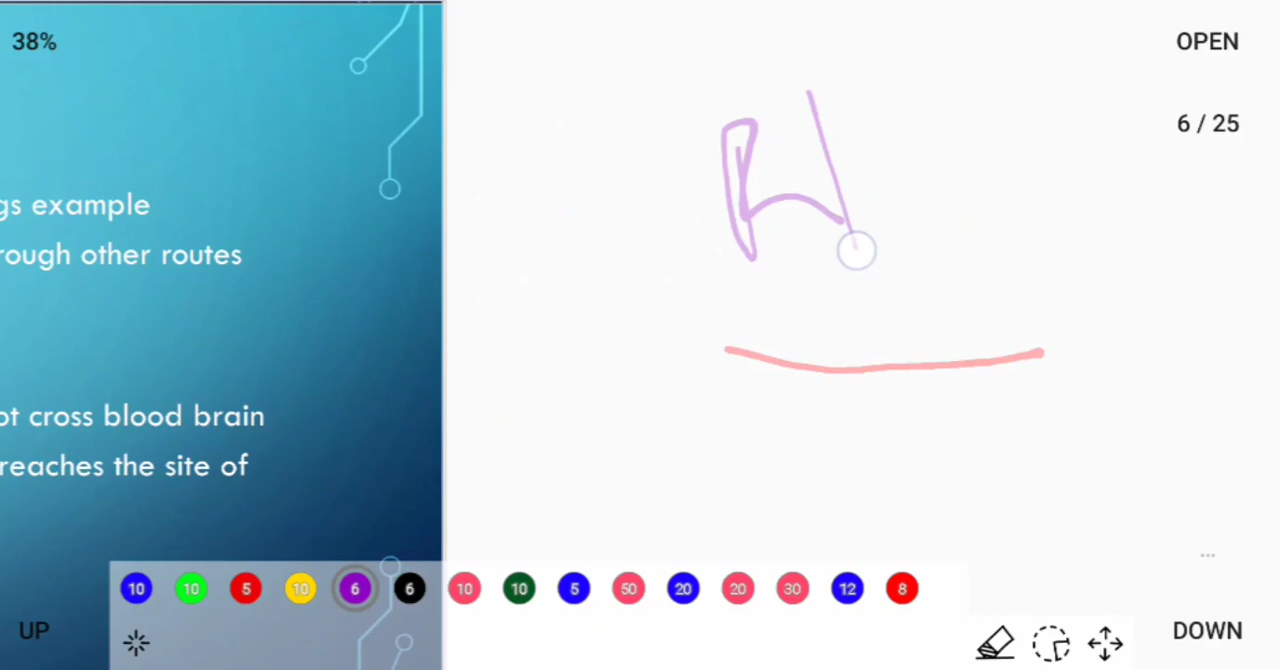 38%
OPEN
6 / 25
gs example
rough other routes
ot cross blood brain
reaches the site of
10 10 5 10 6 6 10 10 5 50 20 20 30 12 8
UP
DOWN